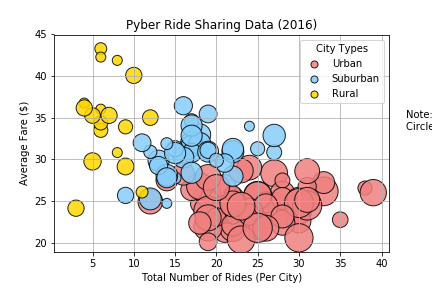 Pyber Ride Sharing Data (2016)
45
40
35
30
25
20
Average Fare ($)
City Types
Urban
Suburban
Rural
Note:
Circle
5
10
15
20
25
30
35
40
Total Number of Rides (Per City)